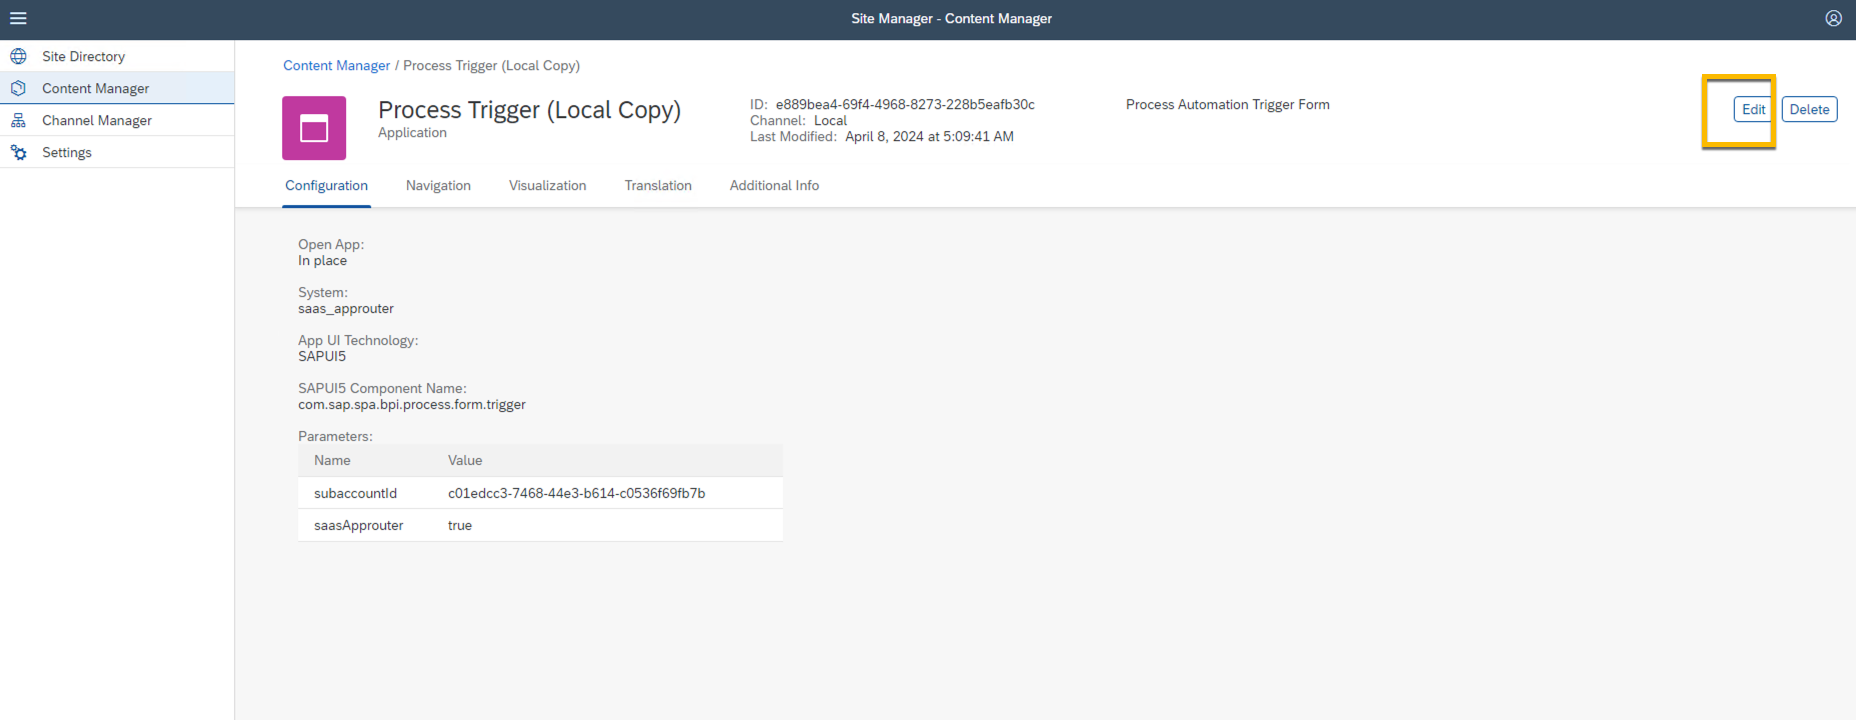 Site Manager - Content Manager
Site Directory
Content Manager
Channel Manager
Settings
Content Manager / Process Trigger (Local Copy)
Process Trigger (Local Copy)
Application
ID: e889bea4-69f4-4968-8273-228b5eafb30c
Channel: Local
Last Modified: April 8, 2024 at 5:09:41 AM
Process Automation Trigger Form
Edit
Delete
Configuration
Navigation
Visualization
Translation
Additional Info
Open App:
In place
System:
saas_approuter
App UI Technology:
SAPUI5
SAPUI5 Component Name:
com.sap.spa.bpi.process.form.trigger
Parameters:
Name Value
subaccountId c01edcc3-7468-44e3-b614-c0536f69fb7b
saasApprouter true